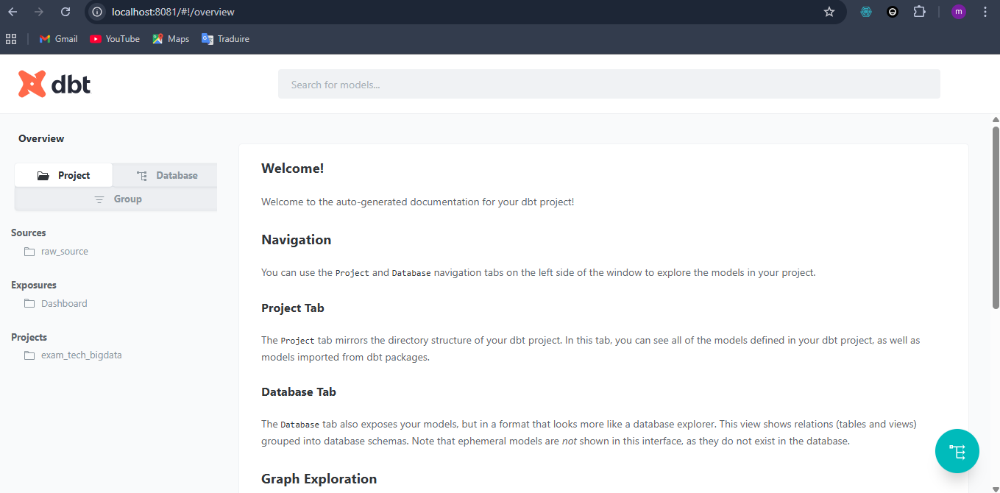 localhost:8081/#!/overview
m
Gmail
YouTube
Maps
Traduire
dbt
Search for models...
Overview
Project
Database
Group
Sources
raw_source
Exposures
Dashboard
Projects
exam_tech_bigdata
Welcome!
Welcome to the auto-generated documentation for your dbt project!
Navigation
You can use the Project and Database navigation tabs on the left side of the window to explore the models in your project.
Project Tab
The Project tab mirrors the directory structure of your dbt project. In this tab, you can see all of the models defined in your dbt project, as well as
models imported from dbt packages.
Database Tab
The Database tab also exposes your models, but in a format that looks more like a database explorer. This view shows relations (tables and views)
grouped into database schemas. Note that ephemeral models are not shown in this interface, as they do not exist in the database.
Graph Exploration